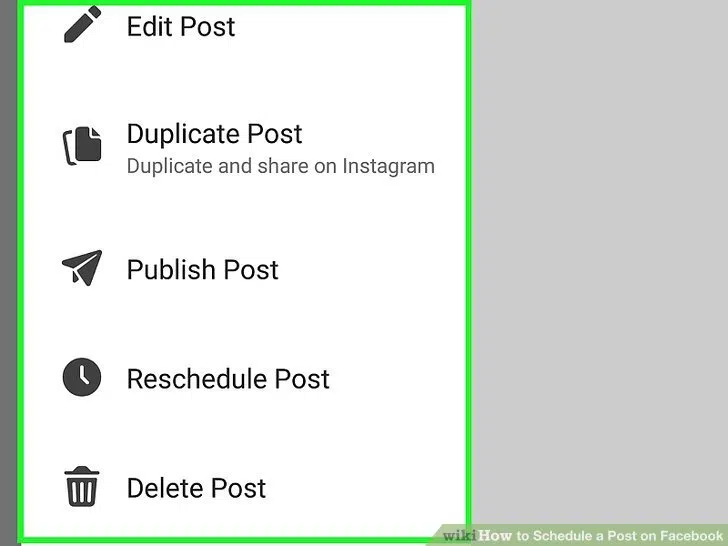 Edit Post
Duplicate Post
Duplicate and share on Instagram
Publish Post
Reschedule Post
Delete Post
wikiHow to Schedule a Post on Facebook